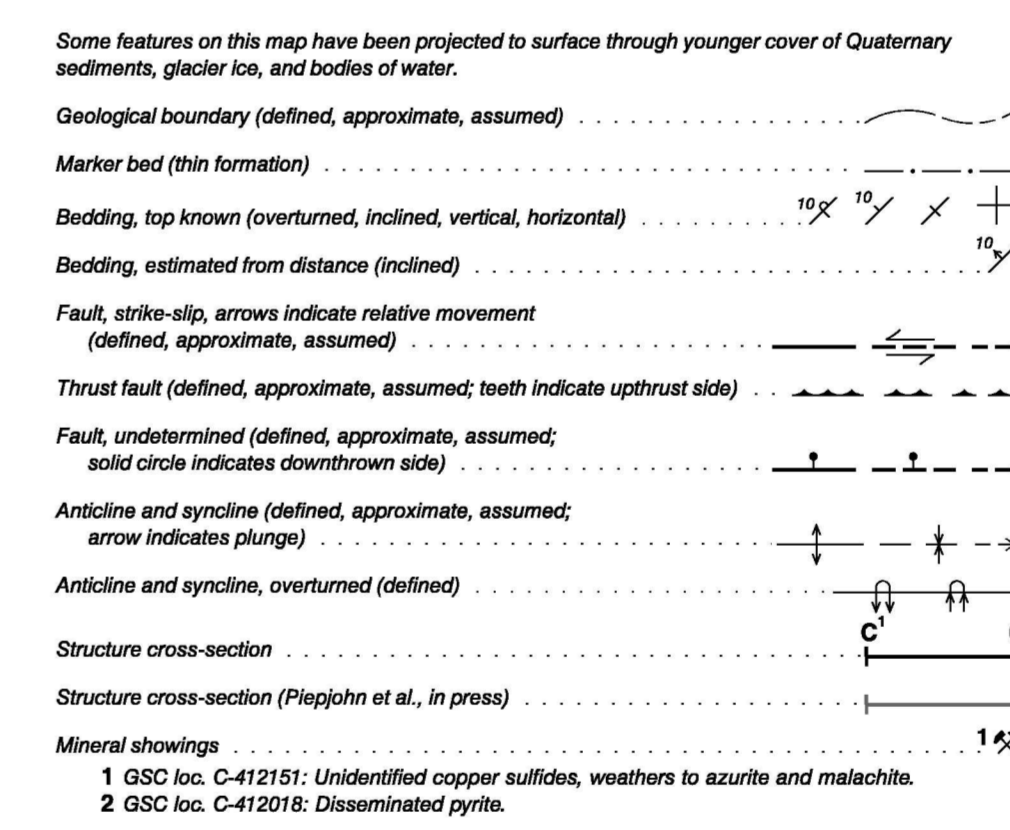 Some features on this map have been projected to surface through younger cover of Quaternary
sediments, glacier ice, and bodies of water.
Geological boundary (defined, approximate, assumed)
Marker bed (thin formation)
Bedding, top known (overturned, inclined, vertical, horizontal) 10 10
Bedding, estimated from distance (inclined) 10
Fault, strike-slip, arrows indicate relative movement
(defined, approximate, assumed)
Thrust fault (defined, approximate, assumed; teeth indicate upthrust side)
Fault, undetermined (defined, approximate, assumed;
solid circle indicates downthrown side)
Anticline and syncline (defined, approximate, assumed;
arrow indicates plunge)
Anticline and syncline, overturned (defined)
C¹
Structure cross-section
Structure cross-section (Piepjohn et al., in press)
Mineral showings 1
1 GSC loc. C-412151: Unidentified copper sulfides, weathers to azurite and malachite.
2 GSC loc. C-412018: Disseminated pyrite.